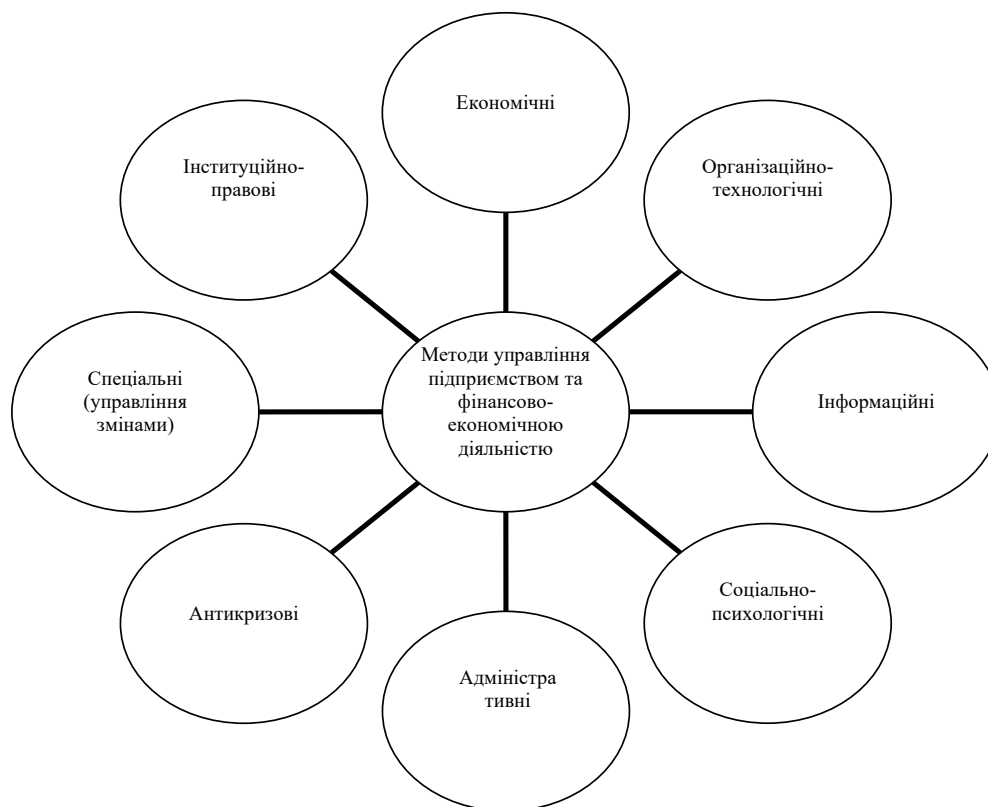 Економічні
Інституційно-
правові
Організаційно-
технологічні
Методи управління
підприємством та
фінансово-
економічною
діяльністю
Спеціальні
(управління
змінами)
Інформаційні
Антикризові
Соціально-
психологічні
Адміністра
тивні